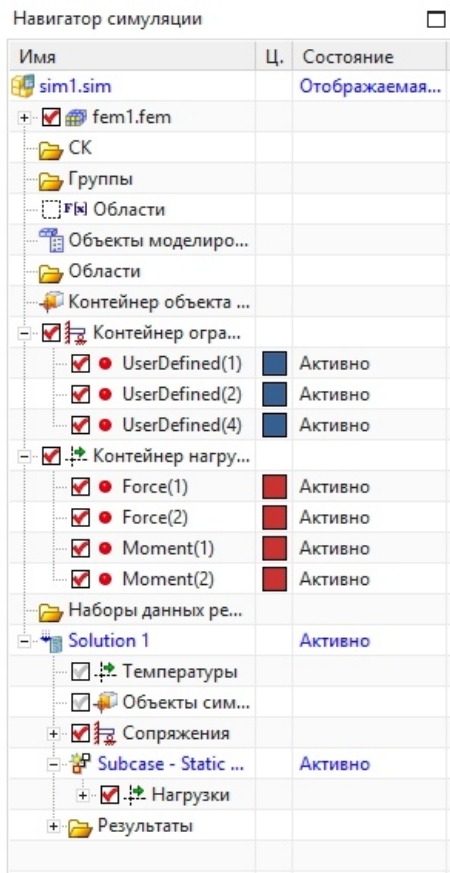 Навигатор симуляции
Имя Ц. Состояние
sim1.sim Отображаемая...
fem1.fem
СК
Группы
F[x] Области
Объекты моделиро...
Области
Контейнер объекта ...
Контейнер огра...
UserDefined(1) Активно
UserDefined(2) Активно
UserDefined(4) Активно
Контейнер нагру...
Force(1) Активно
Force(2) Активно
Moment(1) Активно
Moment(2) Активно
Наборы данных ре...
Solution 1 Активно
Температуры
Объекты сим...
Сопряжения
Subcase - Static ... Активно
Нагрузки
Результаты